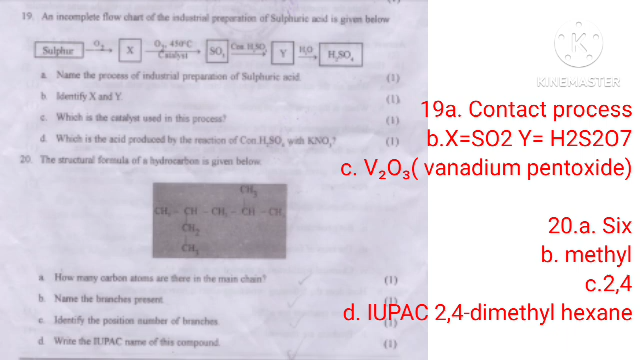 19. An incomplete flow chart of the industrial preparation of Sulphuric acid is given below
Sulphur O₂ X O₂, 450°C Catalyst SO₃ Con. H₂SO₄ Y H₂O H₂SO₄
a. Name the process of industrial preparation of Sulphuric acid. (1)
b. Identify X and Y. (1)
c. Which is the catalyst used in this process? (1)
d. Which is the acid produced by the reaction of Con.H₂SO₄ with KNO₃? (1)
20. The structural formula of a hydrocarbon is given below.
CH₃
CH₃ – CH – CH₂ – CH – CH₃
CH₂
CH₃
a. How many carbon atoms are there in the main chain? (1)
b. Name the branches present. (1)
c. Identify the position number of branches. (1)
d. Write the IUPAC name of this compound. (1)
KINEMASTER
19a. Contact process
b.X=SO2 Y= H2S2O7
c. V₂O₃( vanadium pentoxide)
20.a. Six
b. methyl
c.2,4
d. IUPAC 2,4-dimethyl hexane